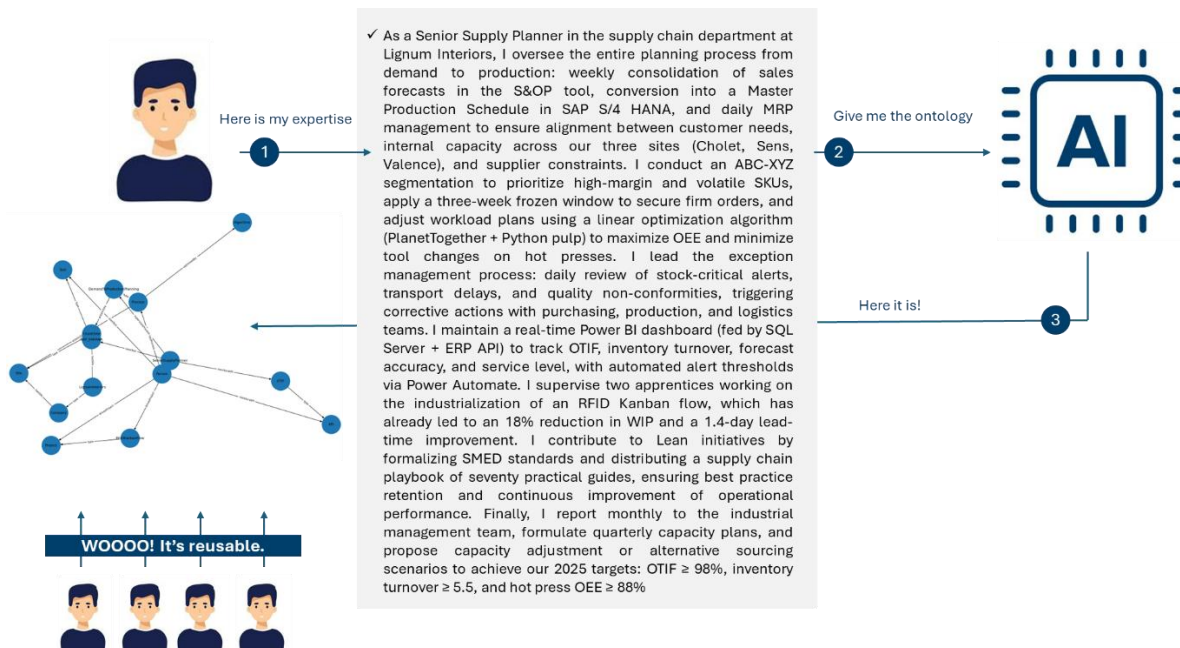 Here is my expertise
1
✓ As a Senior Supply Planner in the supply chain department at
Lignum Interiors, I oversee the entire planning process from
demand to production: weekly consolidation of sales
forecasts in the S&OP tool, conversion into a Master
Production Schedule in SAP S/4 HANA, and daily MRP
management to ensure alignment between customer needs,
internal capacity across our three sites (Cholet, Sens,
Valence), and supplier constraints. I conduct an ABC-XYZ
segmentation to prioritize high-margin and volatile SKUs,
apply a three-week frozen window to secure firm orders, and
adjust workload plans using a linear optimization algorithm
(PlanetTogether + Python pulp) to maximize OEE and minimize
tool changes on hot presses. I lead the exception
management process: daily review of stock-critical alerts,
transport delays, and quality non-conformities, triggering
corrective actions with purchasing, production, and logistics
teams. I maintain a real-time Power BI dashboard (fed by SQL
Server + ERP API) to track OTIF, inventory turnover, forecast
accuracy, and service level, with automated alert thresholds
via Power Automate. I supervise two apprentices working on
the industrialization of an RFID Kanban flow, which has
already led to an 18% reduction in WIP and a 1.4-day lead-
time improvement. I contribute to Lean initiatives by
formalizing SMED standards and distributing a supply chain
playbook of seventy practical guides, ensuring best practice
retention and continuous improvement of operational
performance. Finally, I report monthly to the industrial
management team, formulate quarterly capacity plans, and
propose capacity adjustment or alternative sourcing
scenarios to achieve our 2025 targets: OTIF ≥ 98%, inventory
turnover ≥ 5.5, and hot press OEE ≥ 88%
Give me the ontology
2
AI
Here it is!
3
WOOOO! It's reusable.